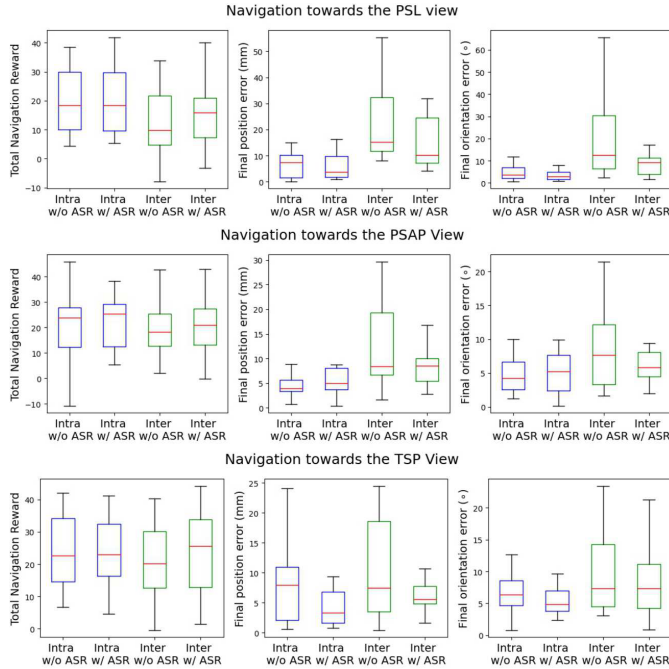 Navigation towards the PSL view
Total Navigation Reward
40
30
20
10
0
−10
Intra w/o ASR
Intra w/ ASR
Inter w/o ASR
Inter w/ ASR
Final position error (mm)
50
40
30
20
10
0
Intra w/o ASR
Intra w/ ASR
Inter w/o ASR
Inter w/ ASR
Final orientation error (∘)
60
50
40
30
20
10
0
Intra w/o ASR
Intra w/ ASR
Inter w/o ASR
Inter w/ ASR
Navigation towards the PSAP View
Total Navigation Reward
40
30
20
10
0
−10
Intra w/o ASR
Intra w/ ASR
Inter w/o ASR
Inter w/ ASR
Final position error (mm)
30
25
20
15
10
5
0
Intra w/o ASR
Intra w/ ASR
Inter w/o ASR
Inter w/ ASR
Final orientation error (∘)
20
15
10
5
0
Intra w/o ASR
Intra w/ ASR
Inter w/o ASR
Inter w/ ASR
Navigation towards the TSP View
Total Navigation Reward
40
30
20
10
0
Intra w/o ASR
Intra w/ ASR
Inter w/o ASR
Inter w/ ASR
Final position error (mm)
25
20
15
10
5
0
Intra w/o ASR
Intra w/ ASR
Inter w/o ASR
Inter w/ ASR
Final orientation error (∘)
20
15
10
5
0
Intra w/o ASR
Intra w/ ASR
Inter w/o ASR
Inter w/ ASR